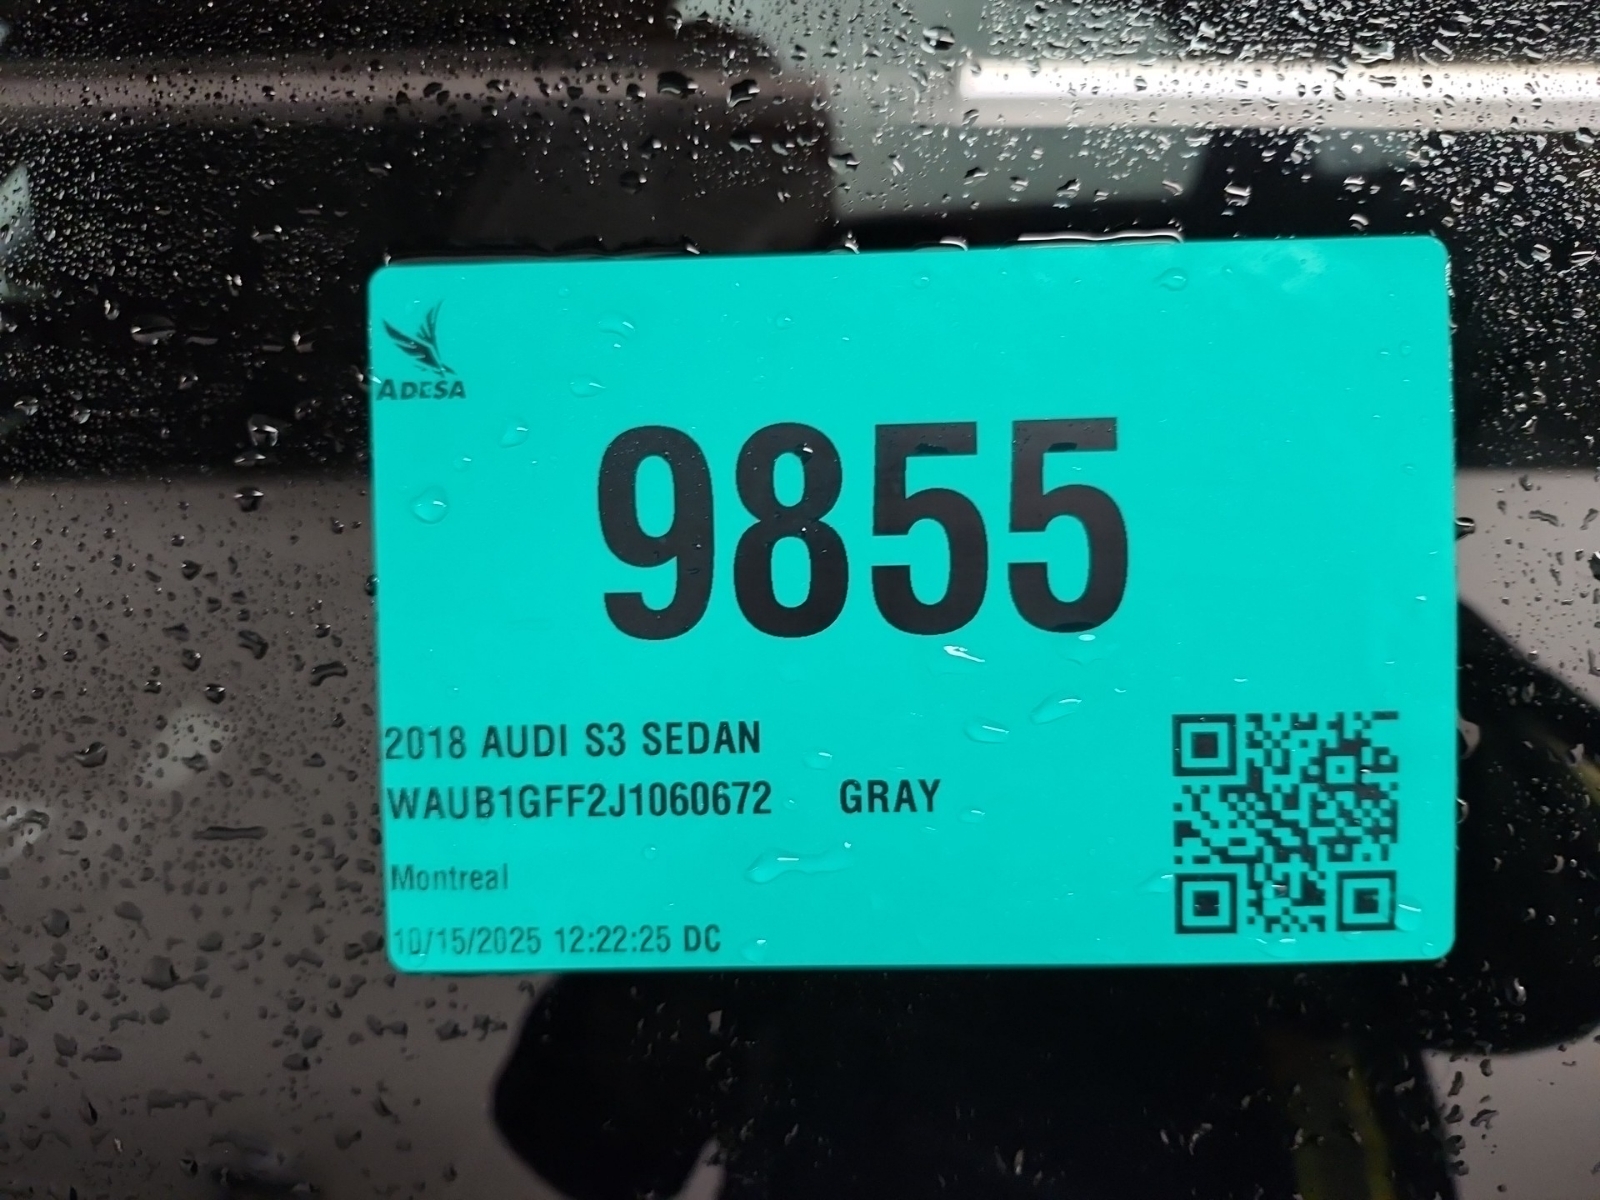 ADESA
9855
2018 AUDI S3 SEDAN
WAUB1GFF2J1060672 GRAY
Montreal
10/15/2025 12:22:25 DC